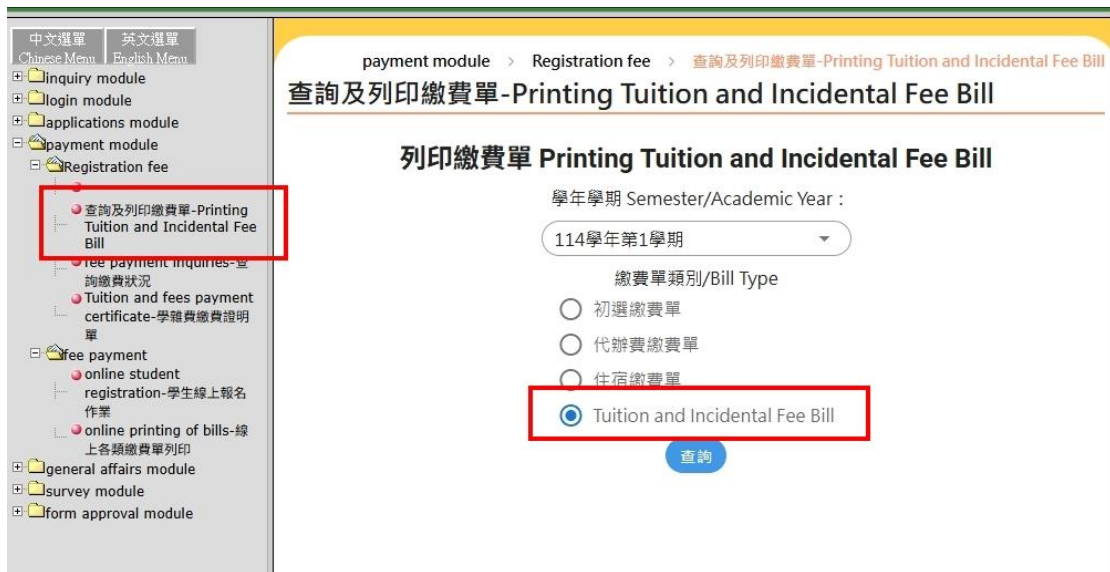 中文選單 英文選單
Chinese Menu English Menu
inquiry module
login module
applications module
payment module
Registration fee
查詢及列印繳費單-Printing
Tuition and Incidental Fee
Bill
fee payment inquiries-查
詢繳費狀況
Tuition and fees payment
certificate-學雜費繳費證明
單
fee payment
online student
registration-學生線上報名
作業
online printing of bills-線
上各類繳費單列印
general affairs module
survey module
form approval module
payment module > Registration fee > 查詢及列印繳費單-Printing Tuition and Incidental Fee Bill
查詢及列印繳費單-Printing Tuition and Incidental Fee Bill
列印繳費單 Printing Tuition and Incidental Fee Bill
學年學期 Semester/Academic Year：
114學年第1學期
繳費單類別/Bill Type
初選繳費單
代辦費繳費單
住宿繳費單
Tuition and Incidental Fee Bill
查詢